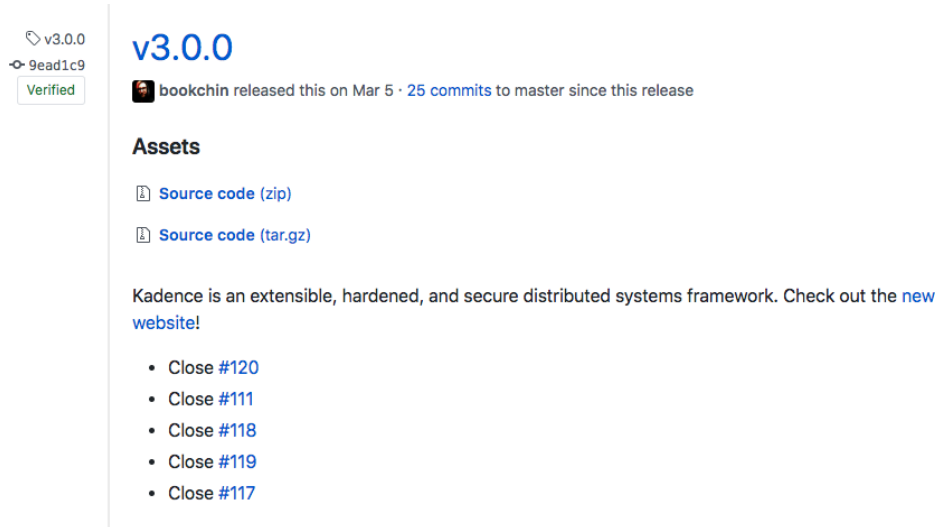 v3.0.0
9ead1c9
Verified
v3.0.0
bookchin released this on Mar 5 · 25 commits to master since this release
Assets
Source code (zip)
Source code (tar.gz)
Kadence is an extensible, hardened, and secure distributed systems framework. Check out the new
website!
• Close #120
• Close #111
• Close #118
• Close #119
• Close #117